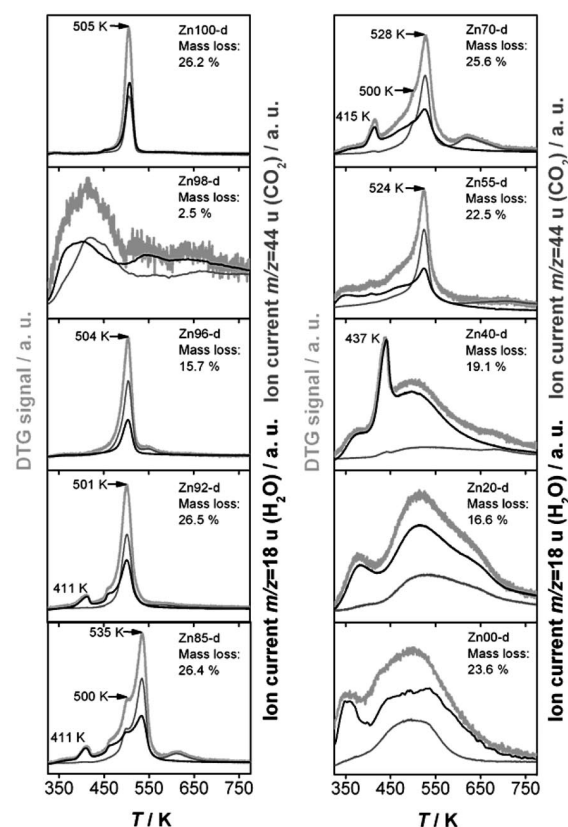 DTG signal / a. u.
505 K
Zn100-d
Mass loss:
26.2 %
Zn98-d
Mass loss:
2.5 %
504 K
Zn96-d
Mass loss:
15.7 %
501 K
Zn92-d
Mass loss:
26.5 %
411 K
535 K
Zn85-d
Mass loss:
26.4 %
500 K
411 K
350 450 550 650 750
T / K
Ion current m/z=44 u (CO2) / a. u.
Ion current m/z=18 u (H2O) / a. u.
DTG signal / a. u.
528 K
Zn70-d
Mass loss:
25.6 %
500 K
415 K
524 K
Zn55-d
Mass loss:
22.5 %
437 K
Zn40-d
Mass loss:
19.1 %
Zn20-d
Mass loss:
16.6 %
Zn00-d
Mass loss:
23.6 %
350 450 550 650 750
T / K
Ion current m/z=44 u (CO2) / a. u.
Ion current m/z=18 u (H2O) / a. u.